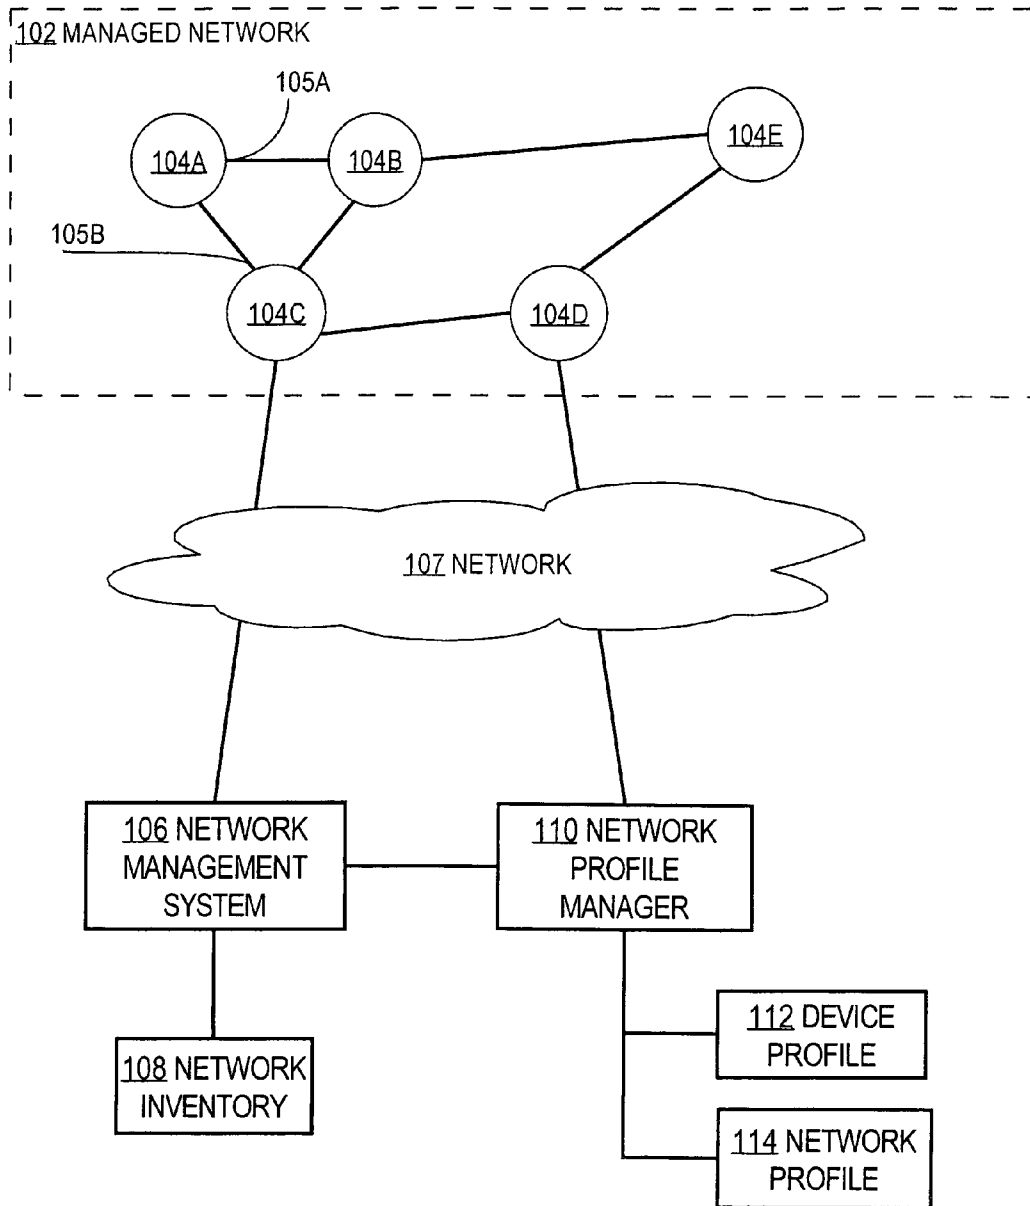 102 MANAGED NETWORK
105A
104A
104B
104E
105B
104C
104D
107 NETWORK
106 NETWORK
MANAGEMENT
SYSTEM
110 NETWORK
PROFILE
MANAGER
108 NETWORK
INVENTORY
112 DEVICE
PROFILE
114 NETWORK
PROFILE